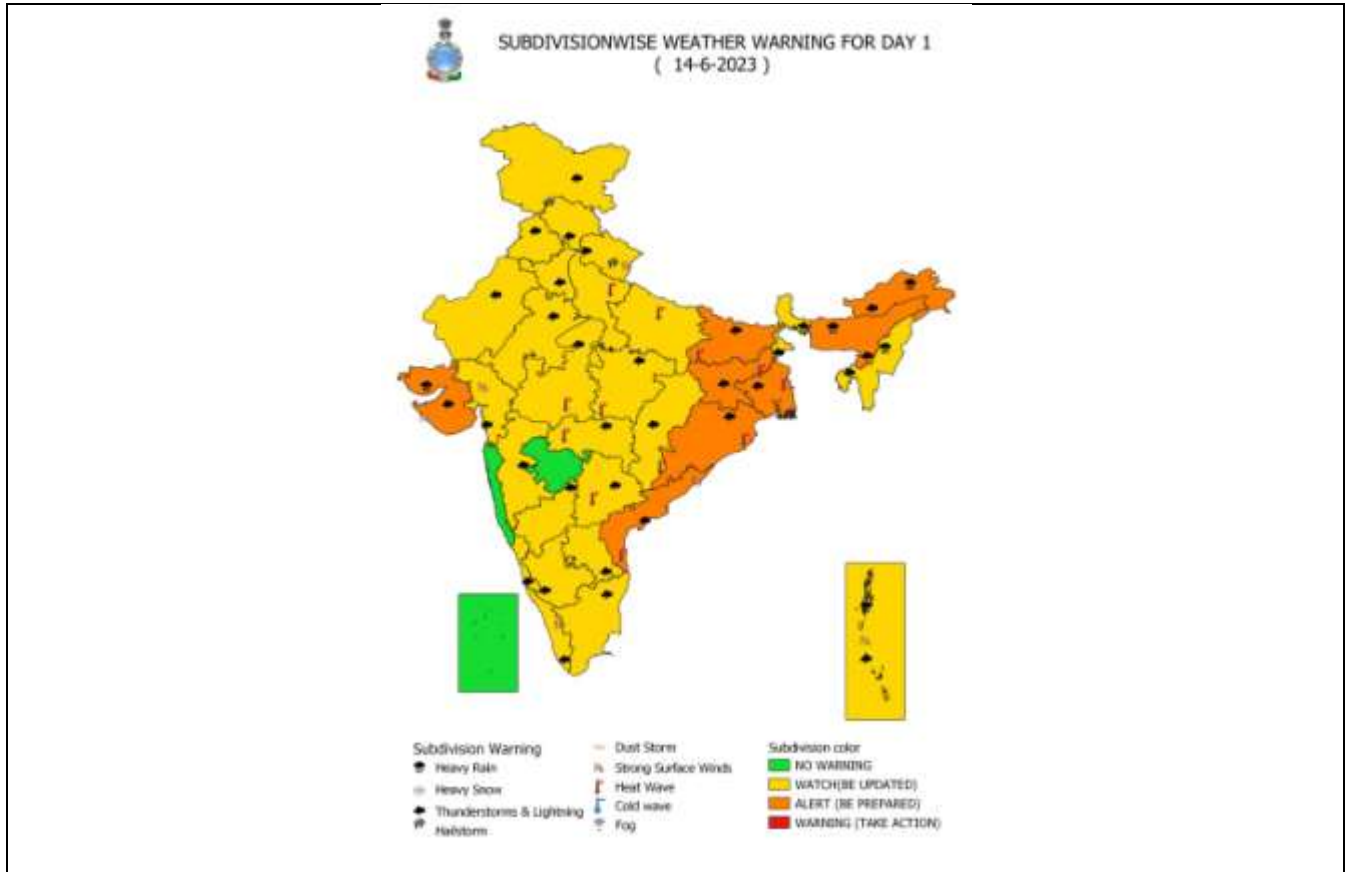 SUBDIVISIONWISE WEATHER WARNING FOR DAY 1
( 14-6-2023 )
Subdivision Warning
Heavy Rain
Heavy Snow
Thunderstorms & Lightning
Hailstorm
Dust Storm
Strong Surface Winds
Heat Wave
Cold wave
Fog
Subdivision color
NO WARNING
WATCH(BE UPDATED)
ALERT (BE PREPARED)
WARNING (TAKE ACTION)